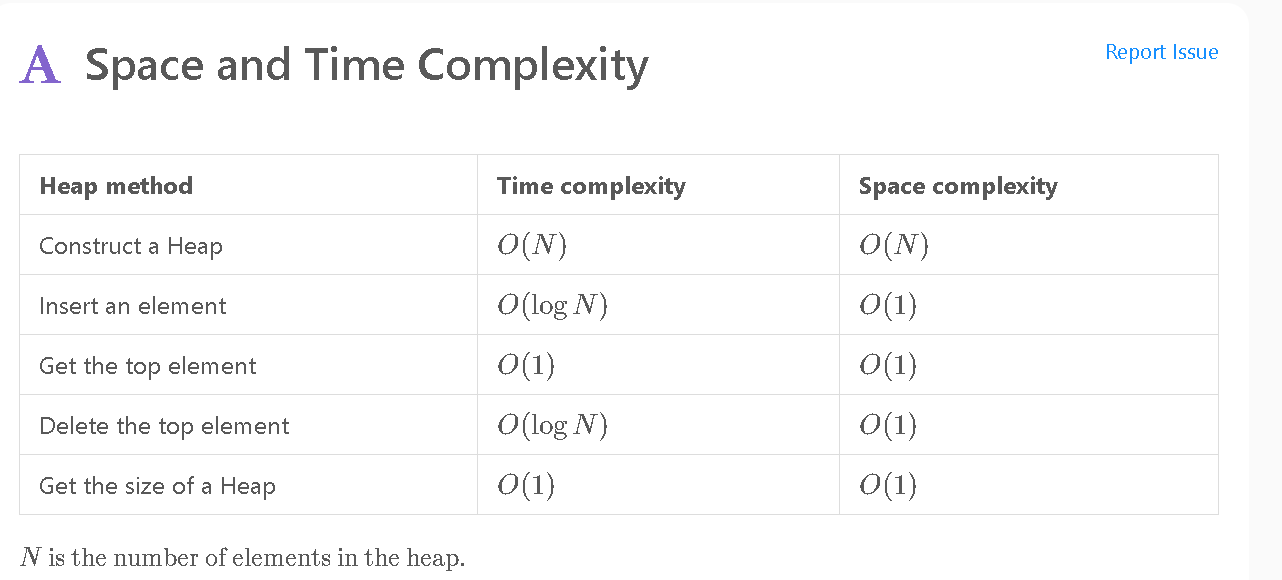 A Space and Time Complexity
Report Issue
Heap method Time complexity Space complexity
Construct a Heap O(N) O(N)
Insert an element O(log N) O(1)
Get the top element O(1) O(1)
Delete the top element O(log N) O(1)
Get the size of a Heap O(1) O(1)
N is the number of elements in the heap.